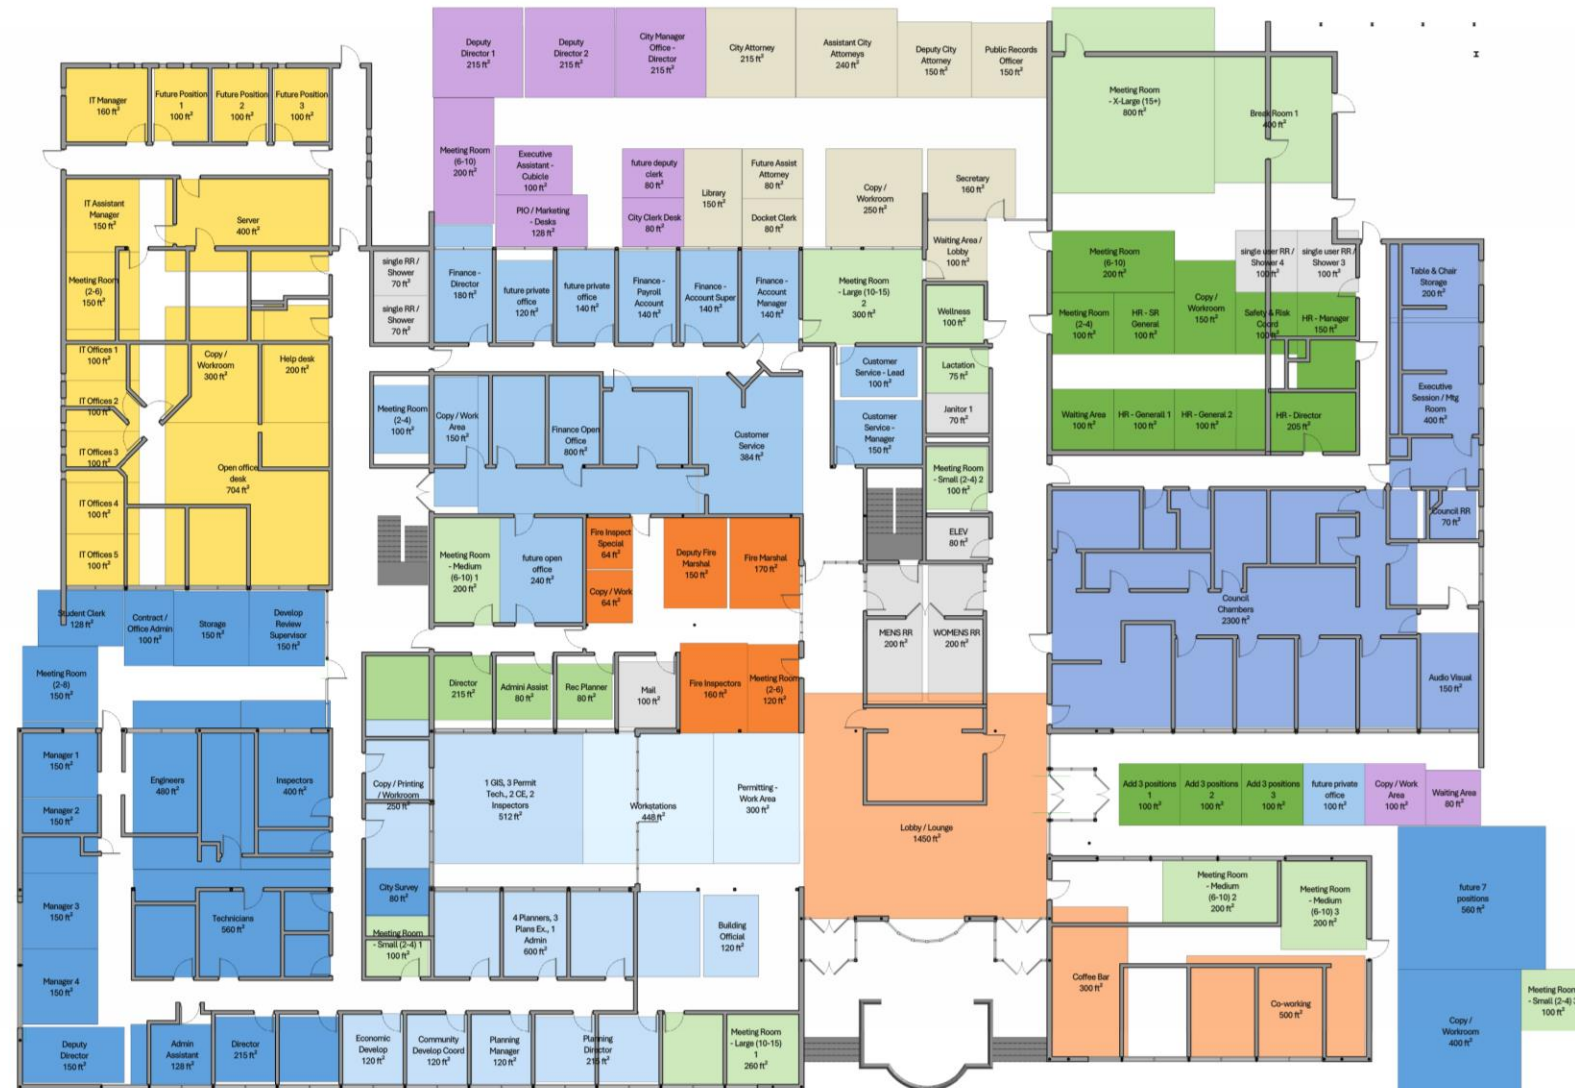 Deputy
Director 1
215 ft²
Deputy
Director 2
215 ft²
City Manager
Office -
Director
215 ft²
City Attorney
215 ft²
Assistant City
Attorneys
240 ft²
Deputy City
Attorney
150 ft²
Public Records
Officer
150 ft²
Meeting Room
- X-Large (15+)
800 ft²
Break Room 1
400 ft²
IT Manager
160 ft²
Future Position
1
100 ft²
Future Position
2
100 ft²
Future Position
3
100 ft²
Meeting Room
(6-10)
200 ft²
Executive
Assistant -
Cubicle
100 ft²
PIO / Marketing
- Desks
128 ft²
future deputy
clerk
80 ft²
City Clerk Desk
80 ft²
Library
150 ft²
Future Assist
Attorney
80 ft²
Docket Clerk
80 ft²
Copy /
Workroom
250 ft²
Secretary
160 ft²
Waiting Area /
Lobby
100 ft²
IT Assistant
Manager
150 ft²
Server
400 ft²
Meeting Room
(2-6)
150 ft²
single RR /
Shower
70 ft²
single RR /
Shower
70 ft²
Finance -
Director
180 ft²
future private
office
120 ft²
future private
office
140 ft²
Finance -
Payroll
Account
140 ft²
Finance -
Account Super
140 ft²
Finance -
Account
Manager
140 ft²
Meeting Room
- Large (10-15)
2
300 ft²
Wellness
100 ft²
Meeting Room
(6-10)
200 ft²
single user RR /
Shower 4
100 ft²
single user RR /
Shower 3
100 ft²
Table & Chair
Storage
200 ft²
Meeting Room
(2-4)
100 ft²
HR - SR
General
100 ft²
Copy /
Workroom
150 ft²
Safety & Risk
Coord
100 ft²
HR - Manager
150 ft²
IT Offices 1
100 ft²
Copy /
Workroom
300 ft²
Help desk
200 ft²
IT Offices 2
100 ft²
IT Offices 3
100 ft²
Open office
desk
704 ft²
IT Offices 4
100 ft²
IT Offices 5
100 ft²
Meeting Room
(2-4)
100 ft²
Copy / Work
Area
150 ft²
Finance Open
Office
800 ft²
Customer
Service
384 ft²
Customer
Service - Lead
100 ft²
Customer
Service -
Manager
150 ft²
Lactation
75 ft²
Janitor 1
70 ft²
Meeting Room
- Small (2-4) 2
100 ft²
ELEV
80 ft²
Waiting Area
100 ft²
HR - Generall 1
100 ft²
HR - General 2
100 ft²
HR - Director
205 ft²
Executive
Session / Mtg
Room
400 ft²
Council RR
70 ft²
Meeting Room
- Medium
(6-10) 1
200 ft²
future open
office
240 ft²
Fire Inspect
Special
64 ft²
Copy / Work
64 ft²
Deputy Fire
Marshal
150 ft²
Fire Marshal
170 ft²
MENS RR
200 ft²
WOMENS RR
200 ft²
Council
Chambers
2300 ft²
Audio Visual
150 ft²
Student Clerk
128 ft²
Contract /
Office Admin
100 ft²
Storage
150 ft²
Develop
Review
Supervisor
150 ft²
Meeting Room
(2-8)
150 ft²
Director
215 ft²
Admini Assist
80 ft²
Rec Planner
80 ft²
Mail
100 ft²
Fire Inspectors
160 ft²
Meeting Room
(2-6)
120 ft²
Manager 1
150 ft²
Manager 2
150 ft²
Engineers
480 ft²
Inspectors
400 ft²
Copy / Printing
/ Workroom
250 ft²
1 GIS, 3 Permit
Tech., 2 CE, 2
Inspectors
512 ft²
Workstations
448 ft²
Permitting -
Work Area
300 ft²
Lobby / Lounge
1450 ft²
Add 3 positions
1
100 ft²
Add 3 positions
2
100 ft²
Add 3 positions
3
100 ft²
future private
office
100 ft²
Copy / Work
Area
100 ft²
Waiting Area
80 ft²
Manager 3
150 ft²
Technicians
560 ft²
City Survey
80 ft²
Meeting Room
- Small (2-4) 1
100 ft²
4 Planners, 3
Plans Ex., 1
Admin
600 ft²
Building
Official
120 ft²
Meeting Room
- Medium
(6-10) 2
200 ft²
Meeting Room
- Medium
(6-10) 3
200 ft²
future 7
positions
560 ft²
Manager 4
150 ft²
Coffee Bar
300 ft²
Co-working
500 ft²
Meeting Room
- Small (2-4) 3
100 ft²
Copy /
Workroom
400 ft²
Deputy
Director
150 ft²
Admin
Assistant
128 ft²
Director
215 ft²
Economic
Develop
120 ft²
Community
Develop Coord
120 ft²
Planning
Manager
120 ft²
Planning
Director
215 ft²
Meeting Room
- Large (10-15)
1
260 ft²